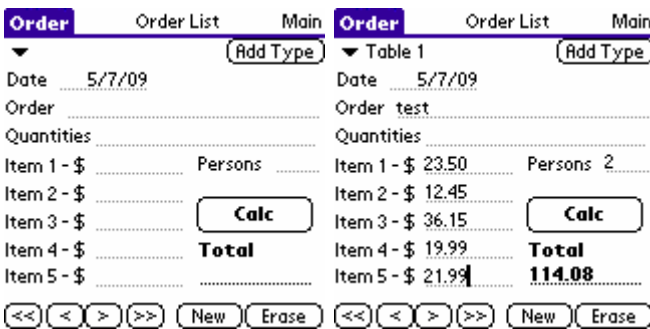 Order Order List Main
Add Type
Date 5/7/09
Order
Quantities
Item 1 - $ Persons
Item 2 - $
Item 3 - $ Calc
Item 4 - $ Total
Item 5 - $
<< < > >> New Erase
Order Order List Main
Table 1 Add Type
Date 5/7/09
Order test
Quantities
Item 1 - $ 23.50 Persons 2
Item 2 - $ 12.45
Item 3 - $ 36.15 Calc
Item 4 - $ 19.99 Total
Item 5 - $ 21.99 114.08
<< < > >> New Erase